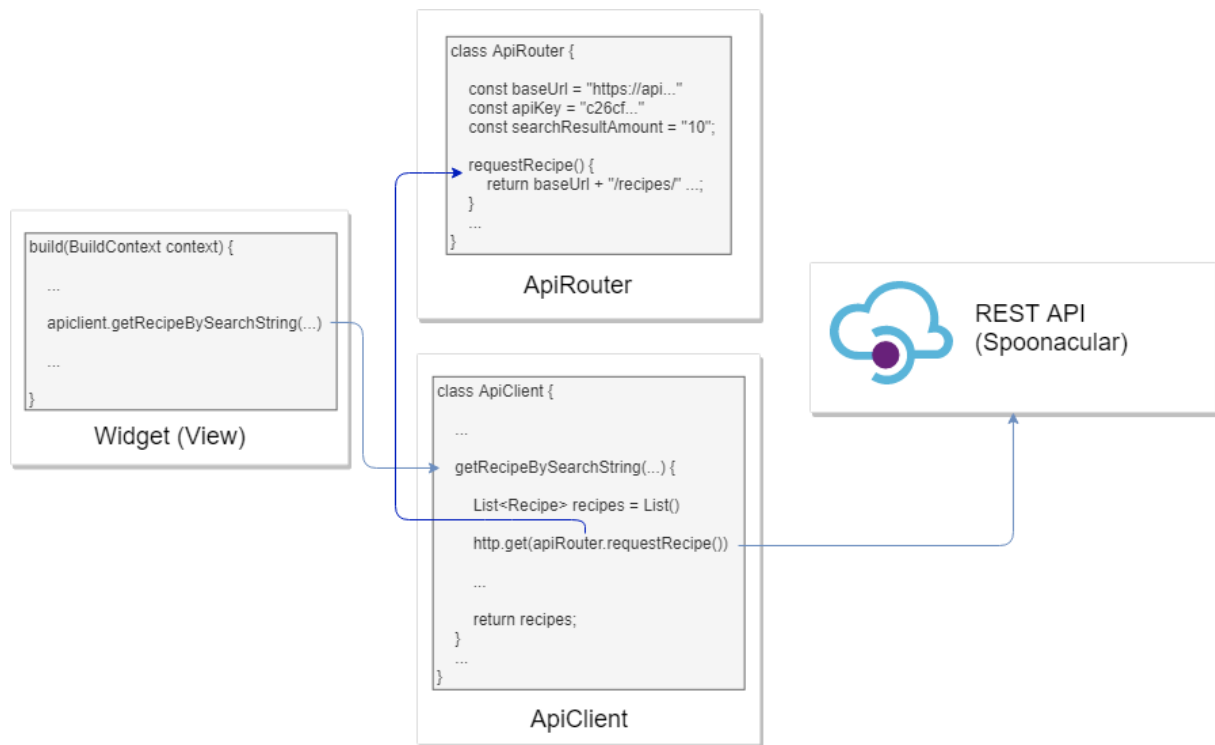 class ApiRouter {
const baseUrl = "https://api..."
const apiKey = "c26cf..."
const searchResultAmount = "10";
requestRecipe() {
return baseUrl + "/recipes/" ...;
}
...
}
ApiRouter
build(BuildContext context) {
...
apiclient.getRecipeBySearchString(...)
...
}
Widget (View)
class ApiClient {
...
getRecipeBySearchString(...) {
List<Recipe> recipes = List()
http.get(apiRouter.requestRecipe())
...
return recipes;
}
...
}
ApiClient
REST API
(Spoonacular)